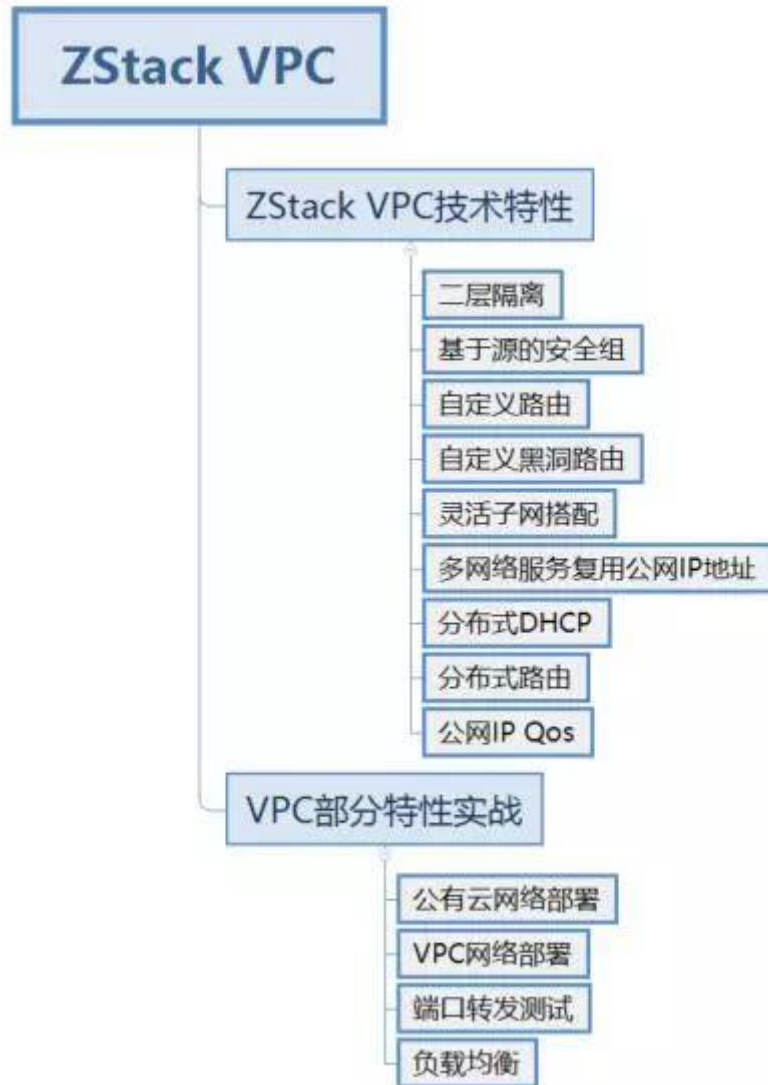 ZStack VPC
ZStack VPC技术特性
二层隔离
基于源的安全组
自定义路由
自定义黑洞路由
灵活子网搭配
多网络服务复用公网IP地址
分布式DHCP
分布式路由
公网IP Qos
VPC部分特性实战
公有云网络部署
VPC网络部署
端口转发测试
负载均衡